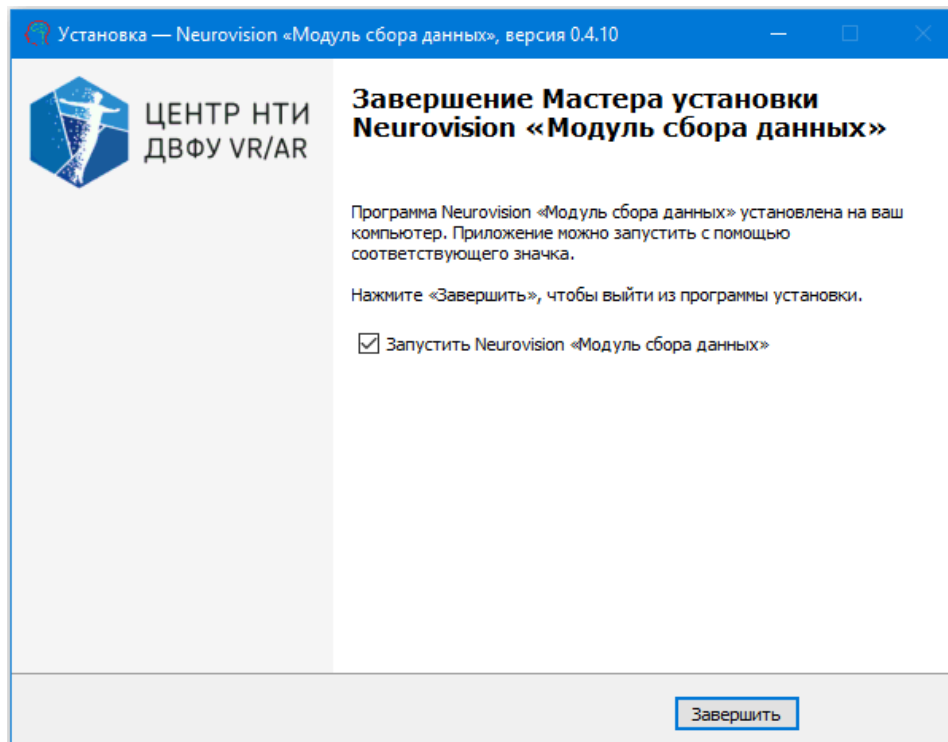 Установка — Neurovision «Модуль сбора данных», версия 0.4.10
ЦЕНТР НТИ
ДВФУ VR/AR
Завершение Мастера установки
Neurovision «Модуль сбора данных»
Программа Neurovision «Модуль сбора данных» установлена на ваш
компьютер. Приложение можно запустить с помощью
соответствующего значка.
Нажмите «Завершить», чтобы выйти из программы установки.
Запустить Neurovision «Модуль сбора данных»
Завершить